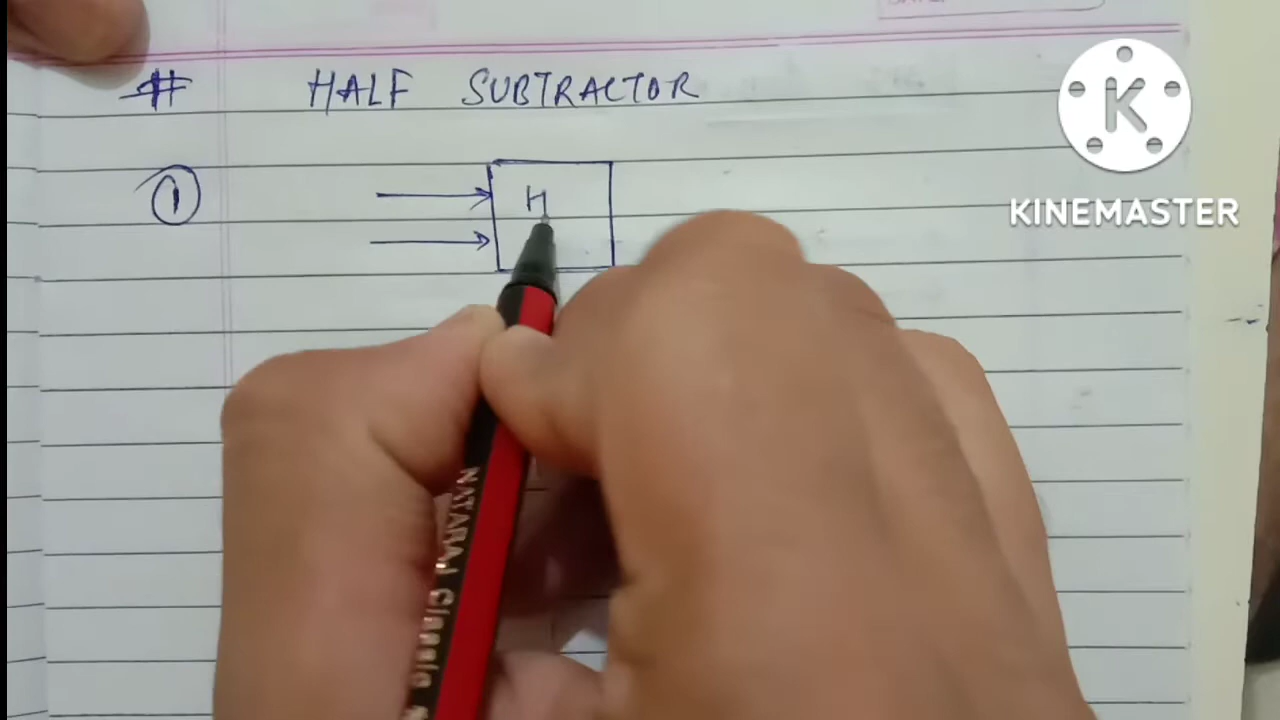 # HALF SUBTRACTOR
① H
K
KINEMASTER
NATARAJ Classic